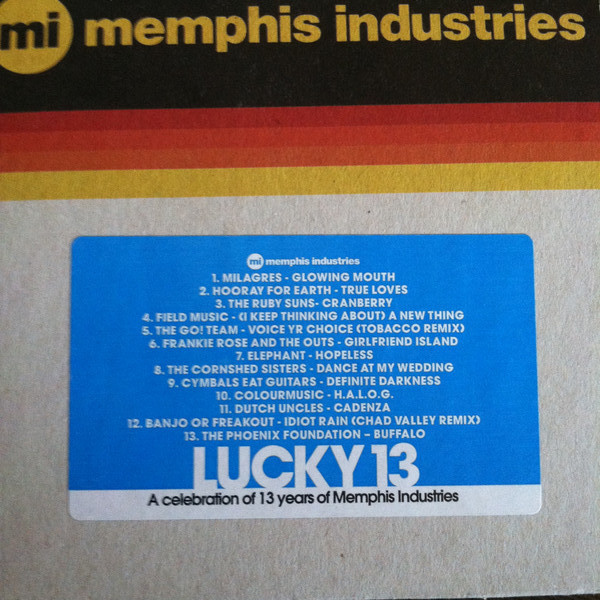 mi memphis industries
mi memphis industries
1. MILAGRES - GLOWING MOUTH
2. HOORAY FOR EARTH - TRUE LOVES
3. THE RUBY SUNS- CRANBERRY
4. FIELD MUSIC - (I KEEP THINKING ABOUT) A NEW THING
5. THE GO! TEAM - VOICE YR CHOICE (TOBACCO REMIX)
6. FRANKIE ROSE AND THE OUTS - GIRLFRIEND ISLAND
7. ELEPHANT - HOPELESS
8. THE CORNSHED SISTERS - DANCE AT MY WEDDING
9. CYMBALS EAT GUITARS - DEFINITE DARKNESS
10. COLOURMUSIC - H.A.L.O.G.
11. DUTCH UNCLES - CADENZA
12. BANJO OR FREAKOUT - IDIOT RAIN (CHAD VALLEY REMIX)
13. THE PHOENIX FOUNDATION – BUFFALO
LUCKY 13
A celebration of 13 years of Memphis Industries